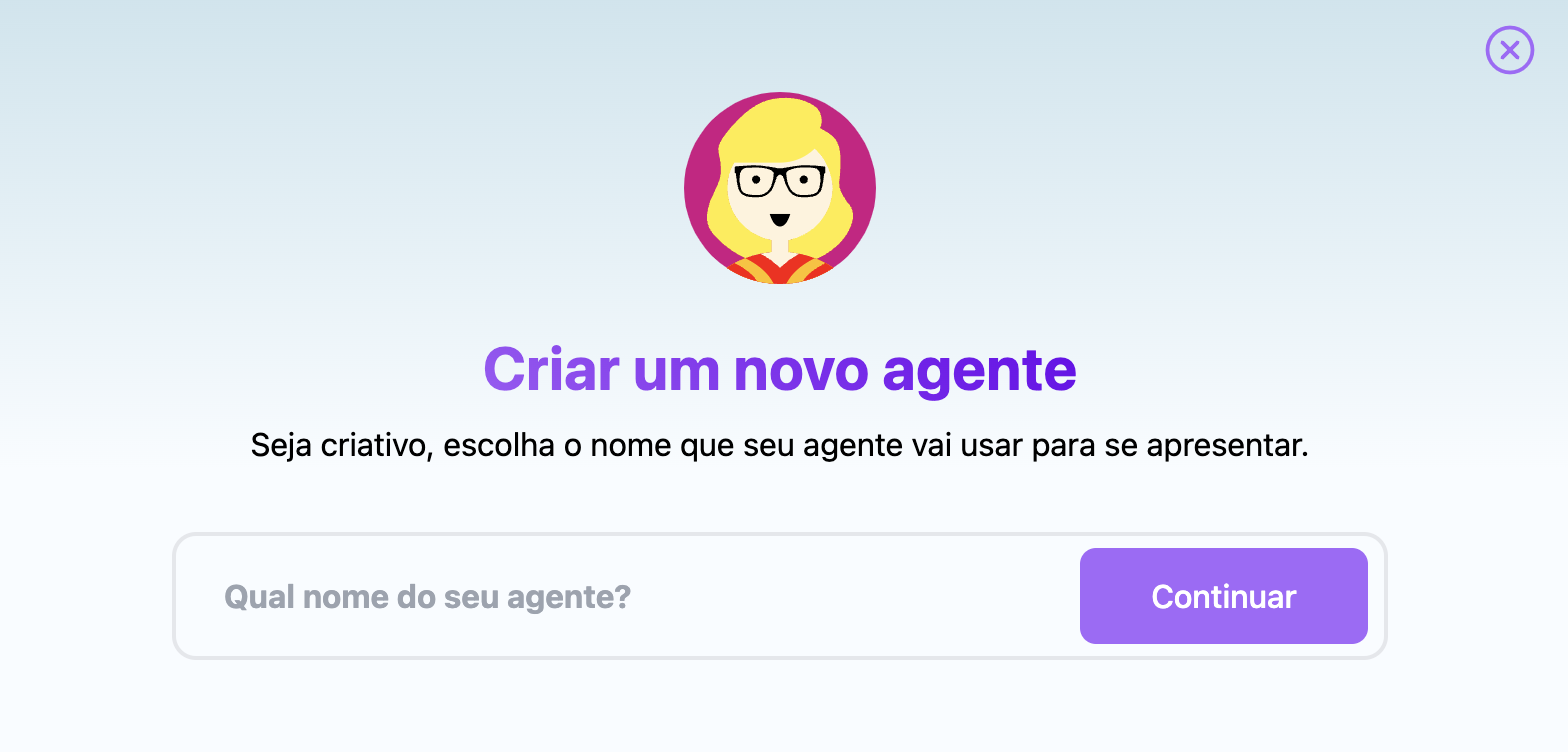 Criar um novo agente
Seja criativo, escolha o nome que seu agente vai usar para se apresentar.
Qual nome do seu agente?
Continuar